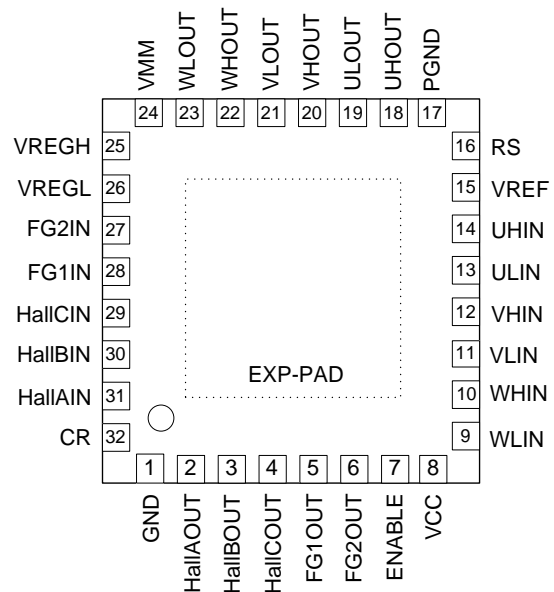 VMM
WLOUT
WHOUT
VLOUT
VHOUT
ULOUT
UHOUT
PGND
24
23
22
21
20
19
18
17
VREGH 25
VREGL 26
FG2IN 27
FG1IN 28
HallCIN 29
HallBIN 30
HallAIN 31
CR 32
16 RS
15 VREF
14 UHIN
13 ULIN
12 VHIN
11 VLIN
10 WHIN
9 WLIN
EXP-PAD
1
2
3
4
5
6
7
8
GND
HallAOUT
HallBOUT
HallCOUT
FG1OUT
FG2OUT
ENABLE
VCC